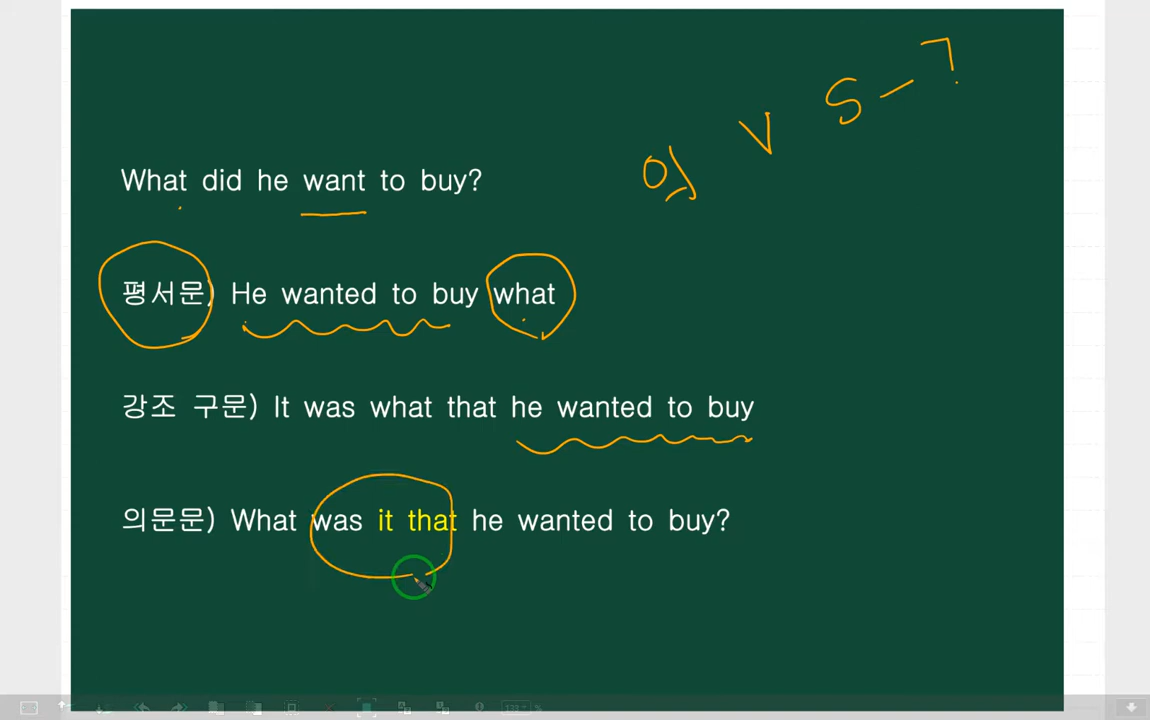 의 V S - ?
What did he want to buy?
평서문) He wanted to buy what
강조 구문) It was what that he wanted to buy
의문문) What was it that he wanted to buy?